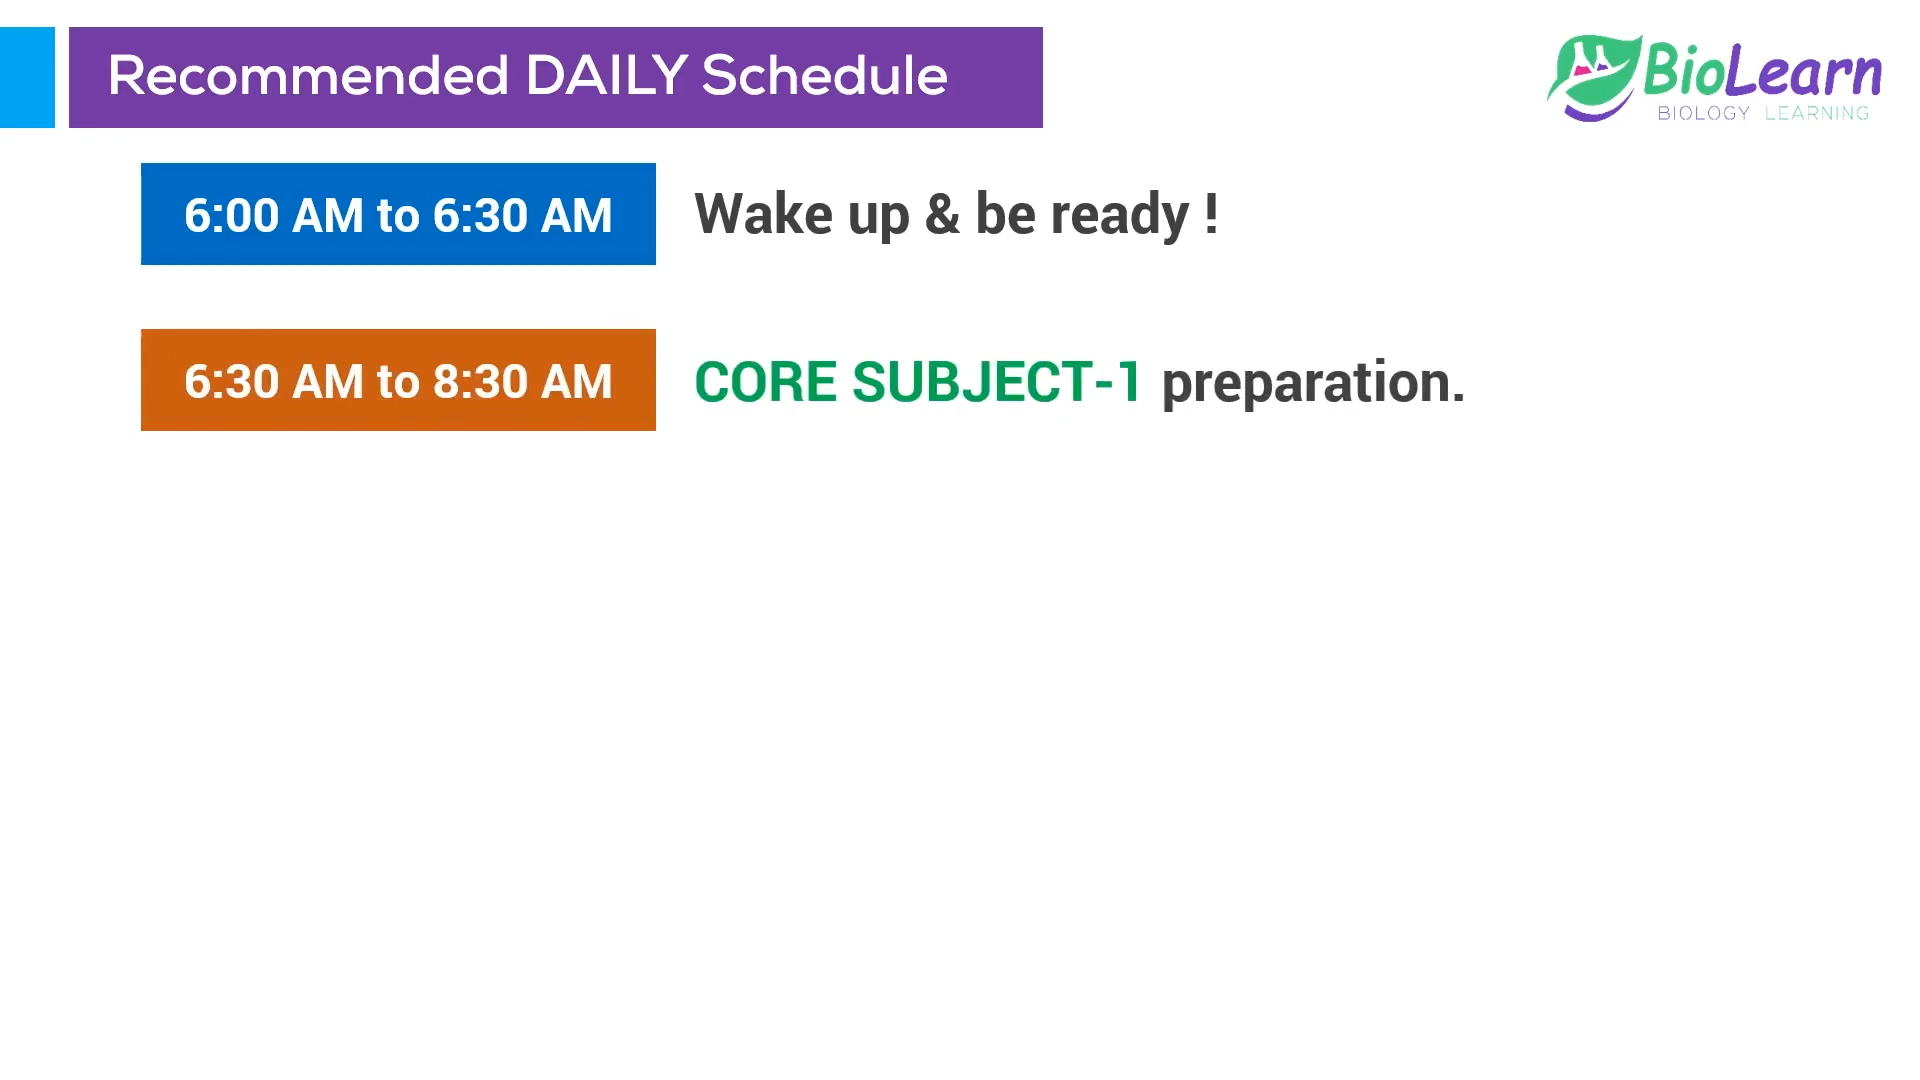 Recommended DAILY Schedule
BioLearn
BIOLOGY LEARNING
6:00 AM to 6:30 AM Wake up & be ready !
6:30 AM to 8:30 AM CORE SUBJECT-1 preparation.